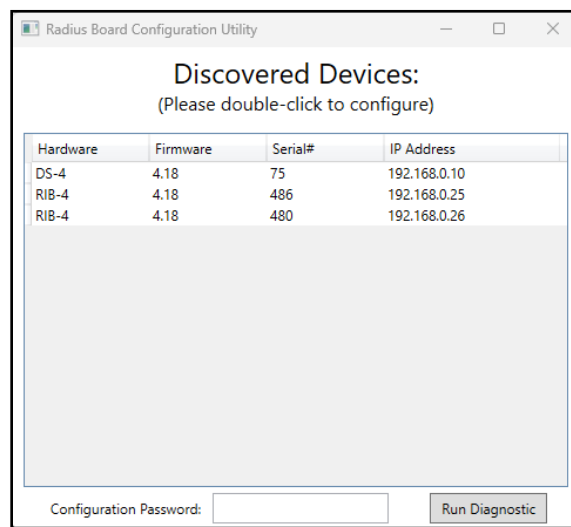 Radius Board Configuration Utility
Discovered Devices:
(Please double-click to configure)
Hardware Firmware Serial# IP Address
DS-4 4.18 75 192.168.0.10
RIB-4 4.18 486 192.168.0.25
RIB-4 4.18 480 192.168.0.26
Configuration Password: Run Diagnostic